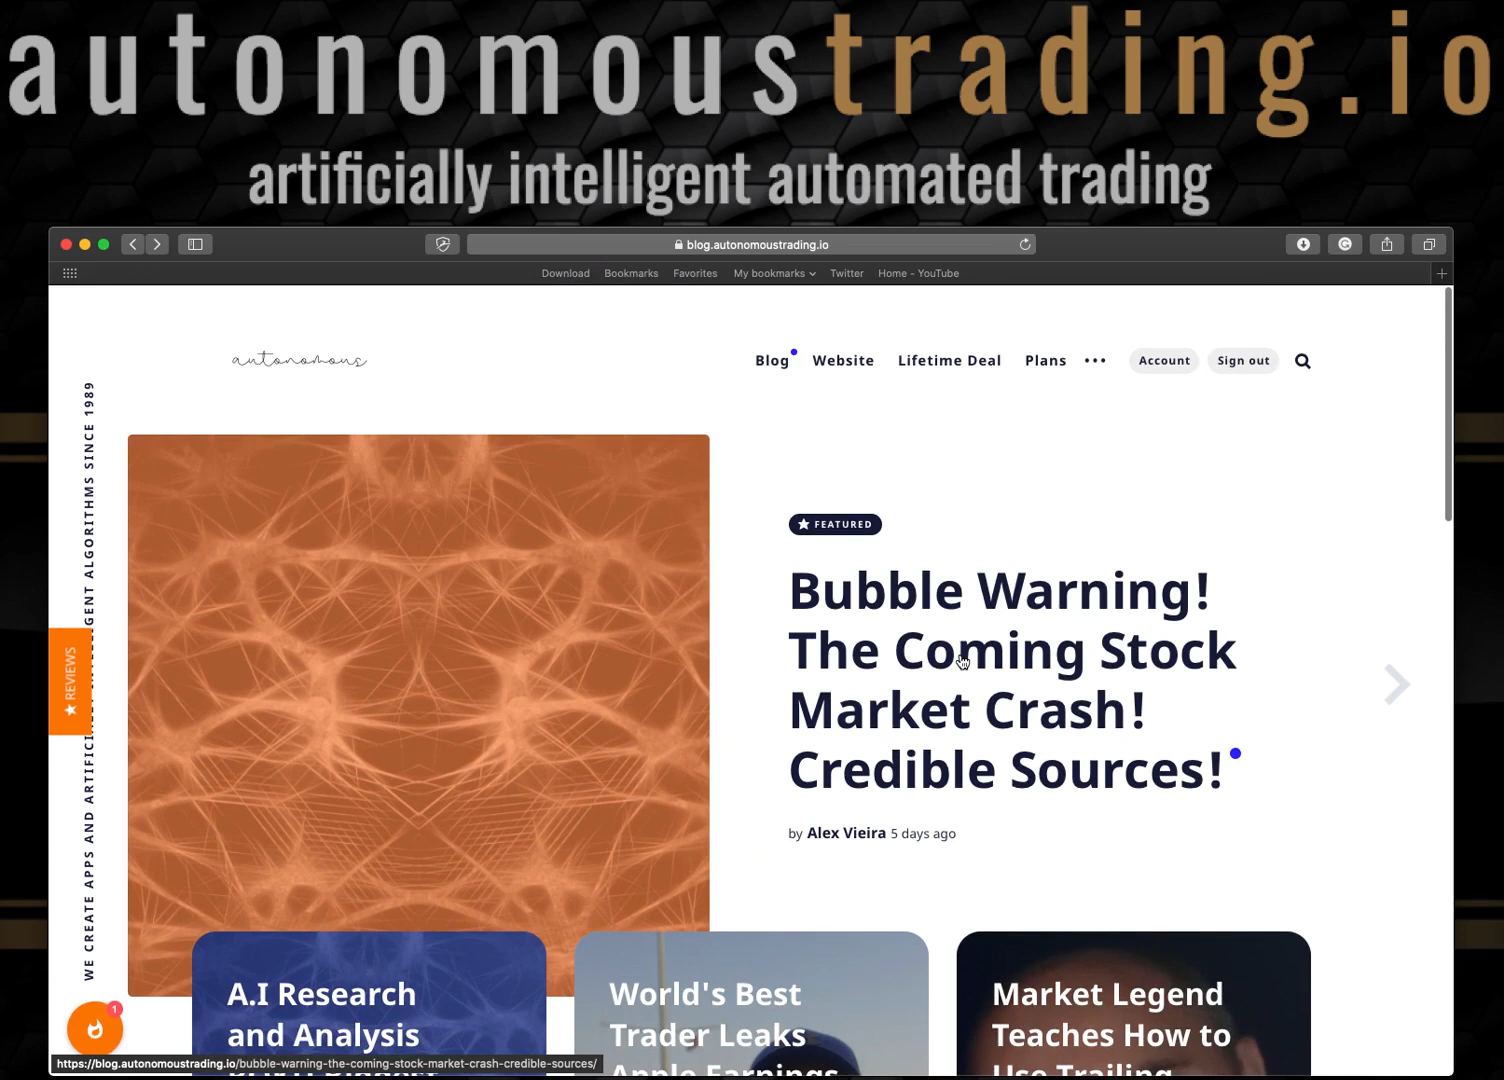 autonomoustrading.io
artificially intelligent automated trading
blog.autonomoustrading.io
Download Bookmarks Favorites My bookmarks Twitter Home - YouTube
autonomous
Blog Website Lifetime Deal Plans ••• Account Sign out
WE CREATE APPS AND ARTIFICIALLY INTELLIGENT ALGORITHMS SINCE 1989
★ REVIEWS
★ FEATURED
Bubble Warning!
The Coming Stock
Market Crash!
Credible Sources!
by Alex Vieira 5 days ago
A.I Research
and Analysis
World's Best
Trader Leaks
Apple Earnings
Market Legend
Teaches How to
Use Trailing
1
https://blog.autonomoustrading.io/bubble-warning-the-coming-stock-market-crash-credible-sources/